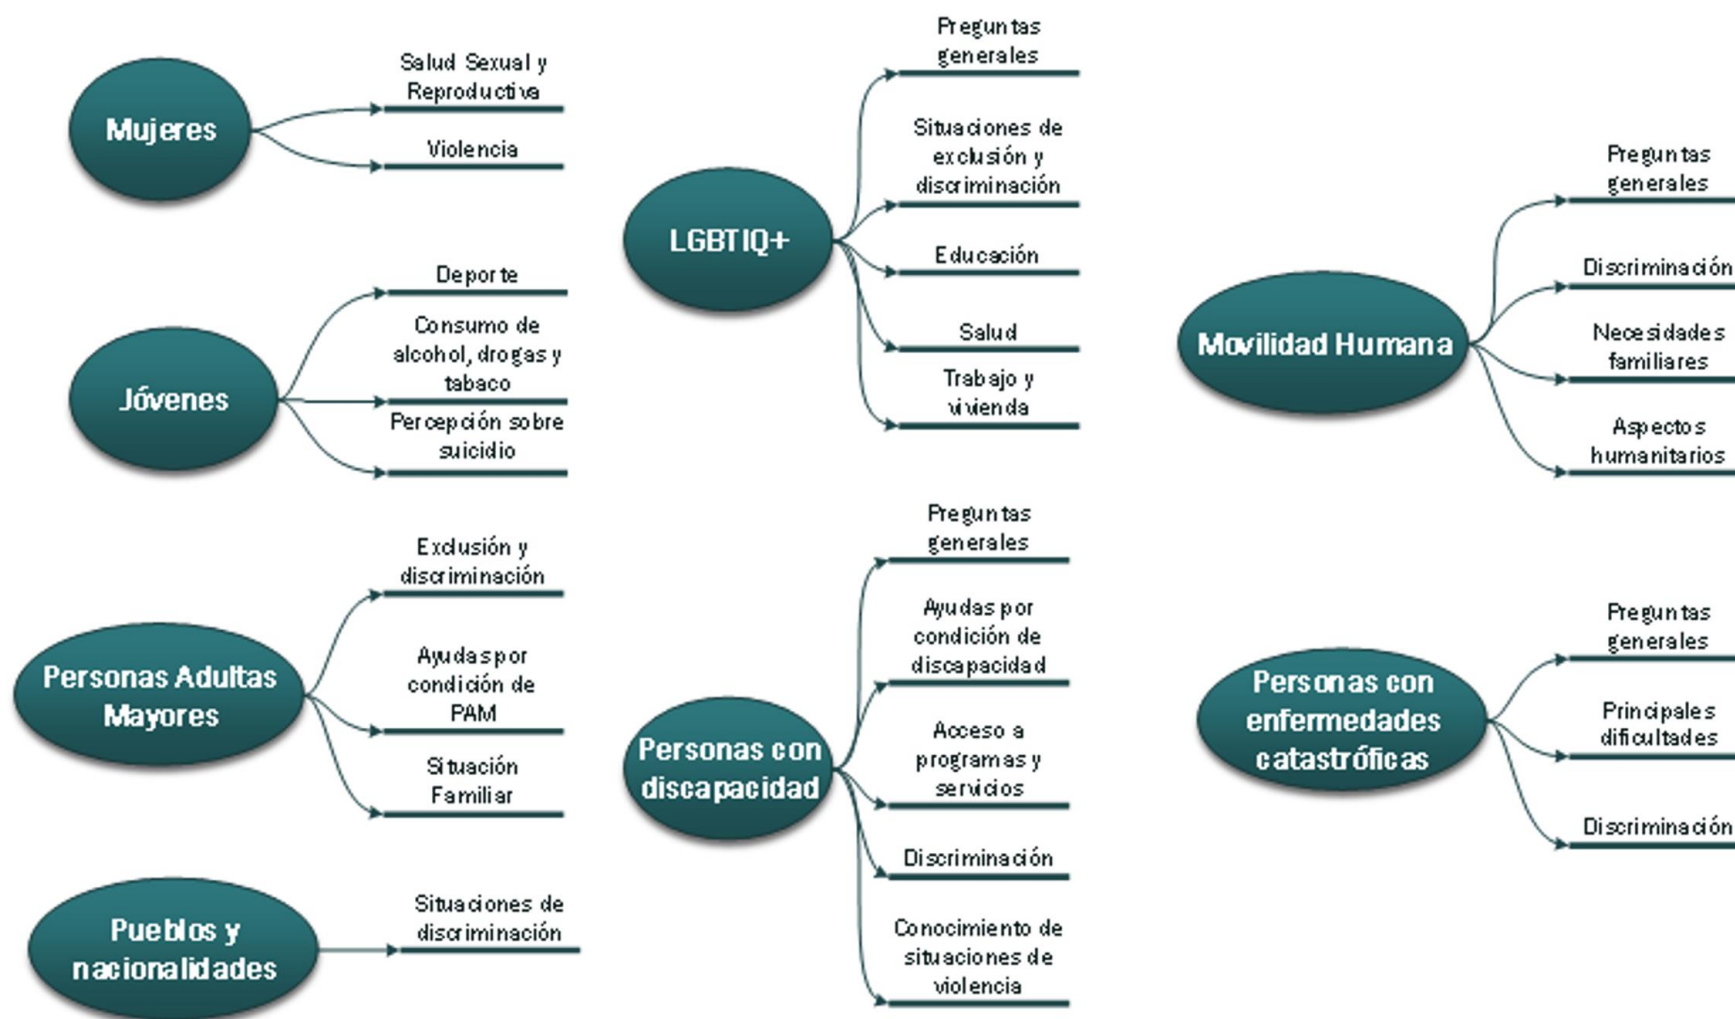 Mujeres
Salud Sexual y
Reproductiva
Violencia
Jóvenes
Deporte
Consumo de
alcohol, drogas y
tabaco
Percepción sobre
suicidio
Personas Adultas
Mayores
Exclusión y
discriminación
Ayudas por
condición de
PAM
Situación
Familiar
Pueblos y
nacionalidades
Situaciones de
discriminación
LGBTIQ+
Preguntas
generales
Situaciones de
exclusión y
discriminación
Educación
Salud
Trabajo y
vivienda
Personas con
discapacidad
Preguntas
generales
Ayudas por
condición de
discapacidad
Acceso a
programas y
servicios
Discriminación
Conocimiento de
situaciones de
violencia
Movilidad Humana
Preguntas
generales
Discriminación
Necesidades
familiares
Aspectos
humanitarios
Personas con
enfermedades
catastróficas
Preguntas
generales
Principales
dificultades
Discriminación